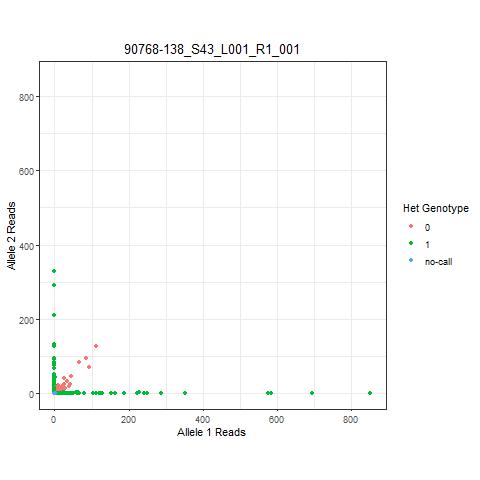 90768-138_S43_L001_R1_001
800
600
400
200
0
0 200 400 600 800
Allele 1 Reads
Allele 2 Reads
Het Genotype
0
1
no-call